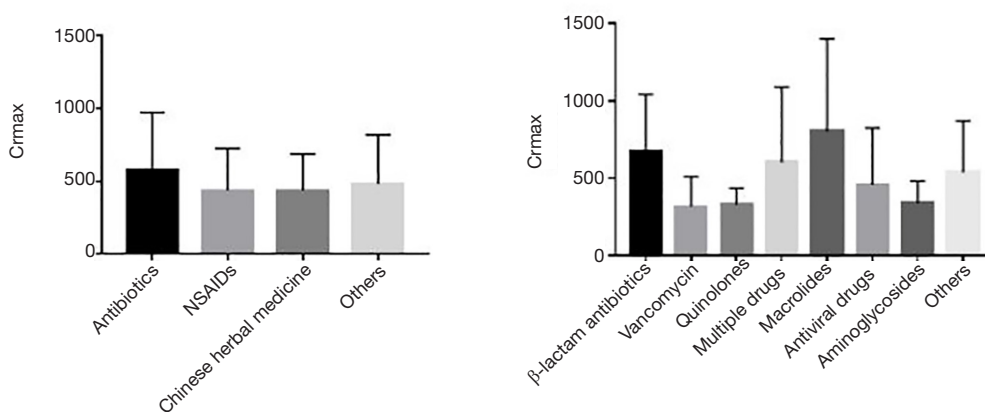 1500
1000
500
0
Crmax
Antibiotics
NSAIDs
Chinese herbal medicine
Others
1500
1000
500
0
Crmax
β-lactam antibiotics
Vancomycin
Quinolones
Multiple drugs
Macrolides
Antiviral drugs
Aminoglycosides
Others